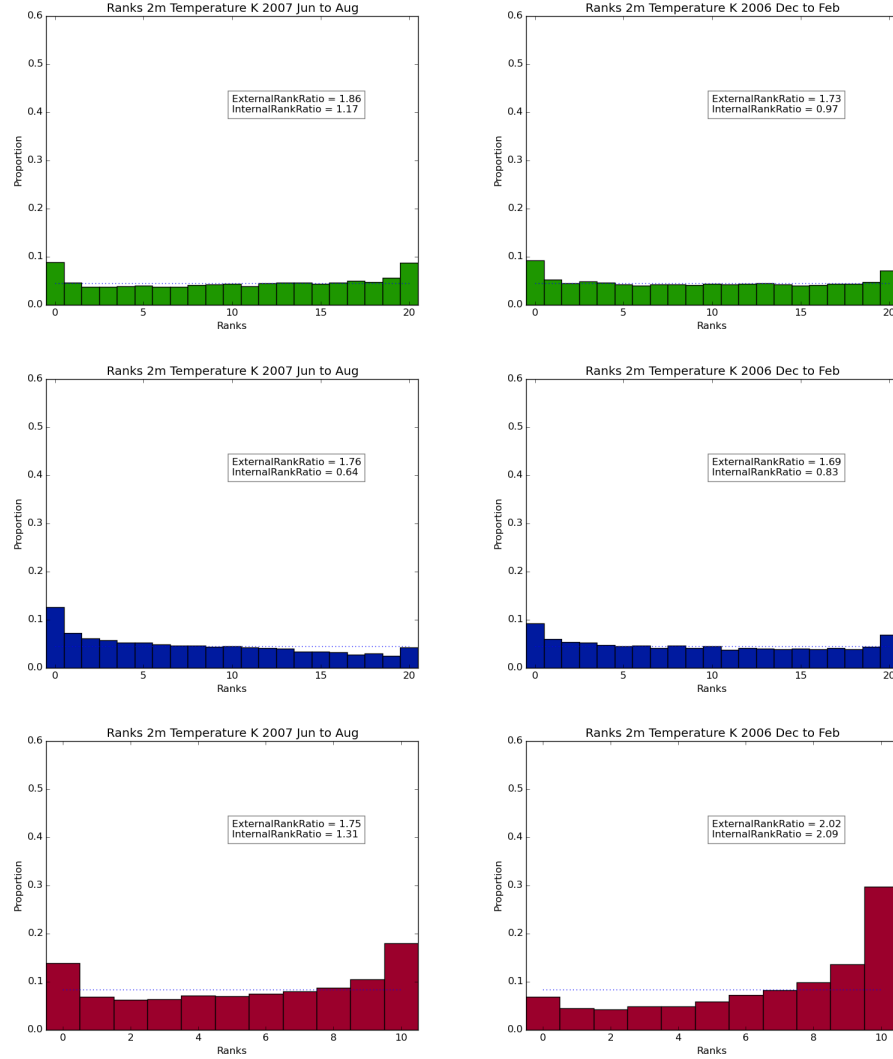 Ranks 2m Temperature K 2007 Jun to Aug
0.6
0.5
0.4
0.3
0.2
0.1
0.0
Proportion
ExternalRankRatio = 1.86
InternalRankRatio = 1.17
0 5 10 15 20
Ranks
Ranks 2m Temperature K 2006 Dec to Feb
0.6
0.5
0.4
0.3
0.2
0.1
0.0
Proportion
ExternalRankRatio = 1.73
InternalRankRatio = 0.97
0 5 10 15 20
Ranks
Ranks 2m Temperature K 2007 Jun to Aug
0.6
0.5
0.4
0.3
0.2
0.1
0.0
Proportion
ExternalRankRatio = 1.76
InternalRankRatio = 0.64
0 5 10 15 20
Ranks
Ranks 2m Temperature K 2006 Dec to Feb
0.6
0.5
0.4
0.3
0.2
0.1
0.0
Proportion
ExternalRankRatio = 1.69
InternalRankRatio = 0.83
0 5 10 15 20
Ranks
Ranks 2m Temperature K 2007 Jun to Aug
0.6
0.5
0.4
0.3
0.2
0.1
0.0
Proportion
ExternalRankRatio = 1.75
InternalRankRatio = 1.31
0 2 4 6 8 10
Ranks
Ranks 2m Temperature K 2006 Dec to Feb
0.6
0.5
0.4
0.3
0.2
0.1
0.0
Proportion
ExternalRankRatio = 2.02
InternalRankRatio = 2.09
0 2 4 6 8 10
Ranks